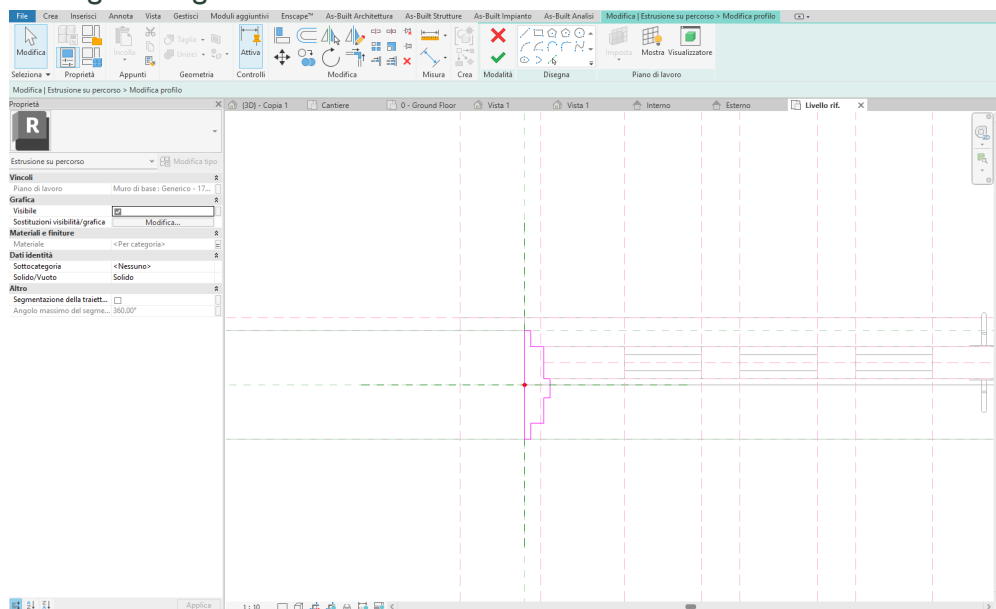 File Crea Inserisci Annota Vista Gestisci Moduli aggiuntivi Enscape™ As-Built Architettura As-Built Strutture As-Built Impianto As-Built Analisi Modifica | Estrusione su percorso > Modifica profilo
Modifica Incolla Taglia Unisci Attiva Imposta Mostra Visualizzatore
Seleziona Proprietà Appunti Geometria Controlli Modifica Misura Crea Modalità Disegna Piano di lavoro
Modifica | Estrusione su percorso > Modifica profilo
Proprietà {3D} - Copia 1 Cantiere 0 - Ground Floor Vista 1 Vista 1 Interno Esterno Livello rif.
R
Estrusione su percorso Modifica tipo
Vincoli
Piano di lavoro Muro di base : Generico - 17...
Grafica
Visibile
Sostituzioni visibilità/grafica Modifica...
Materiali e finiture
Materiale <Per categoria>
Dati identità
Sottocategoria <Nessuno>
Solido/Vuoto Solido
Altro
Segmentazione della traiett...
Angolo massimo del segme... 360.00°
Applica 1 : 10